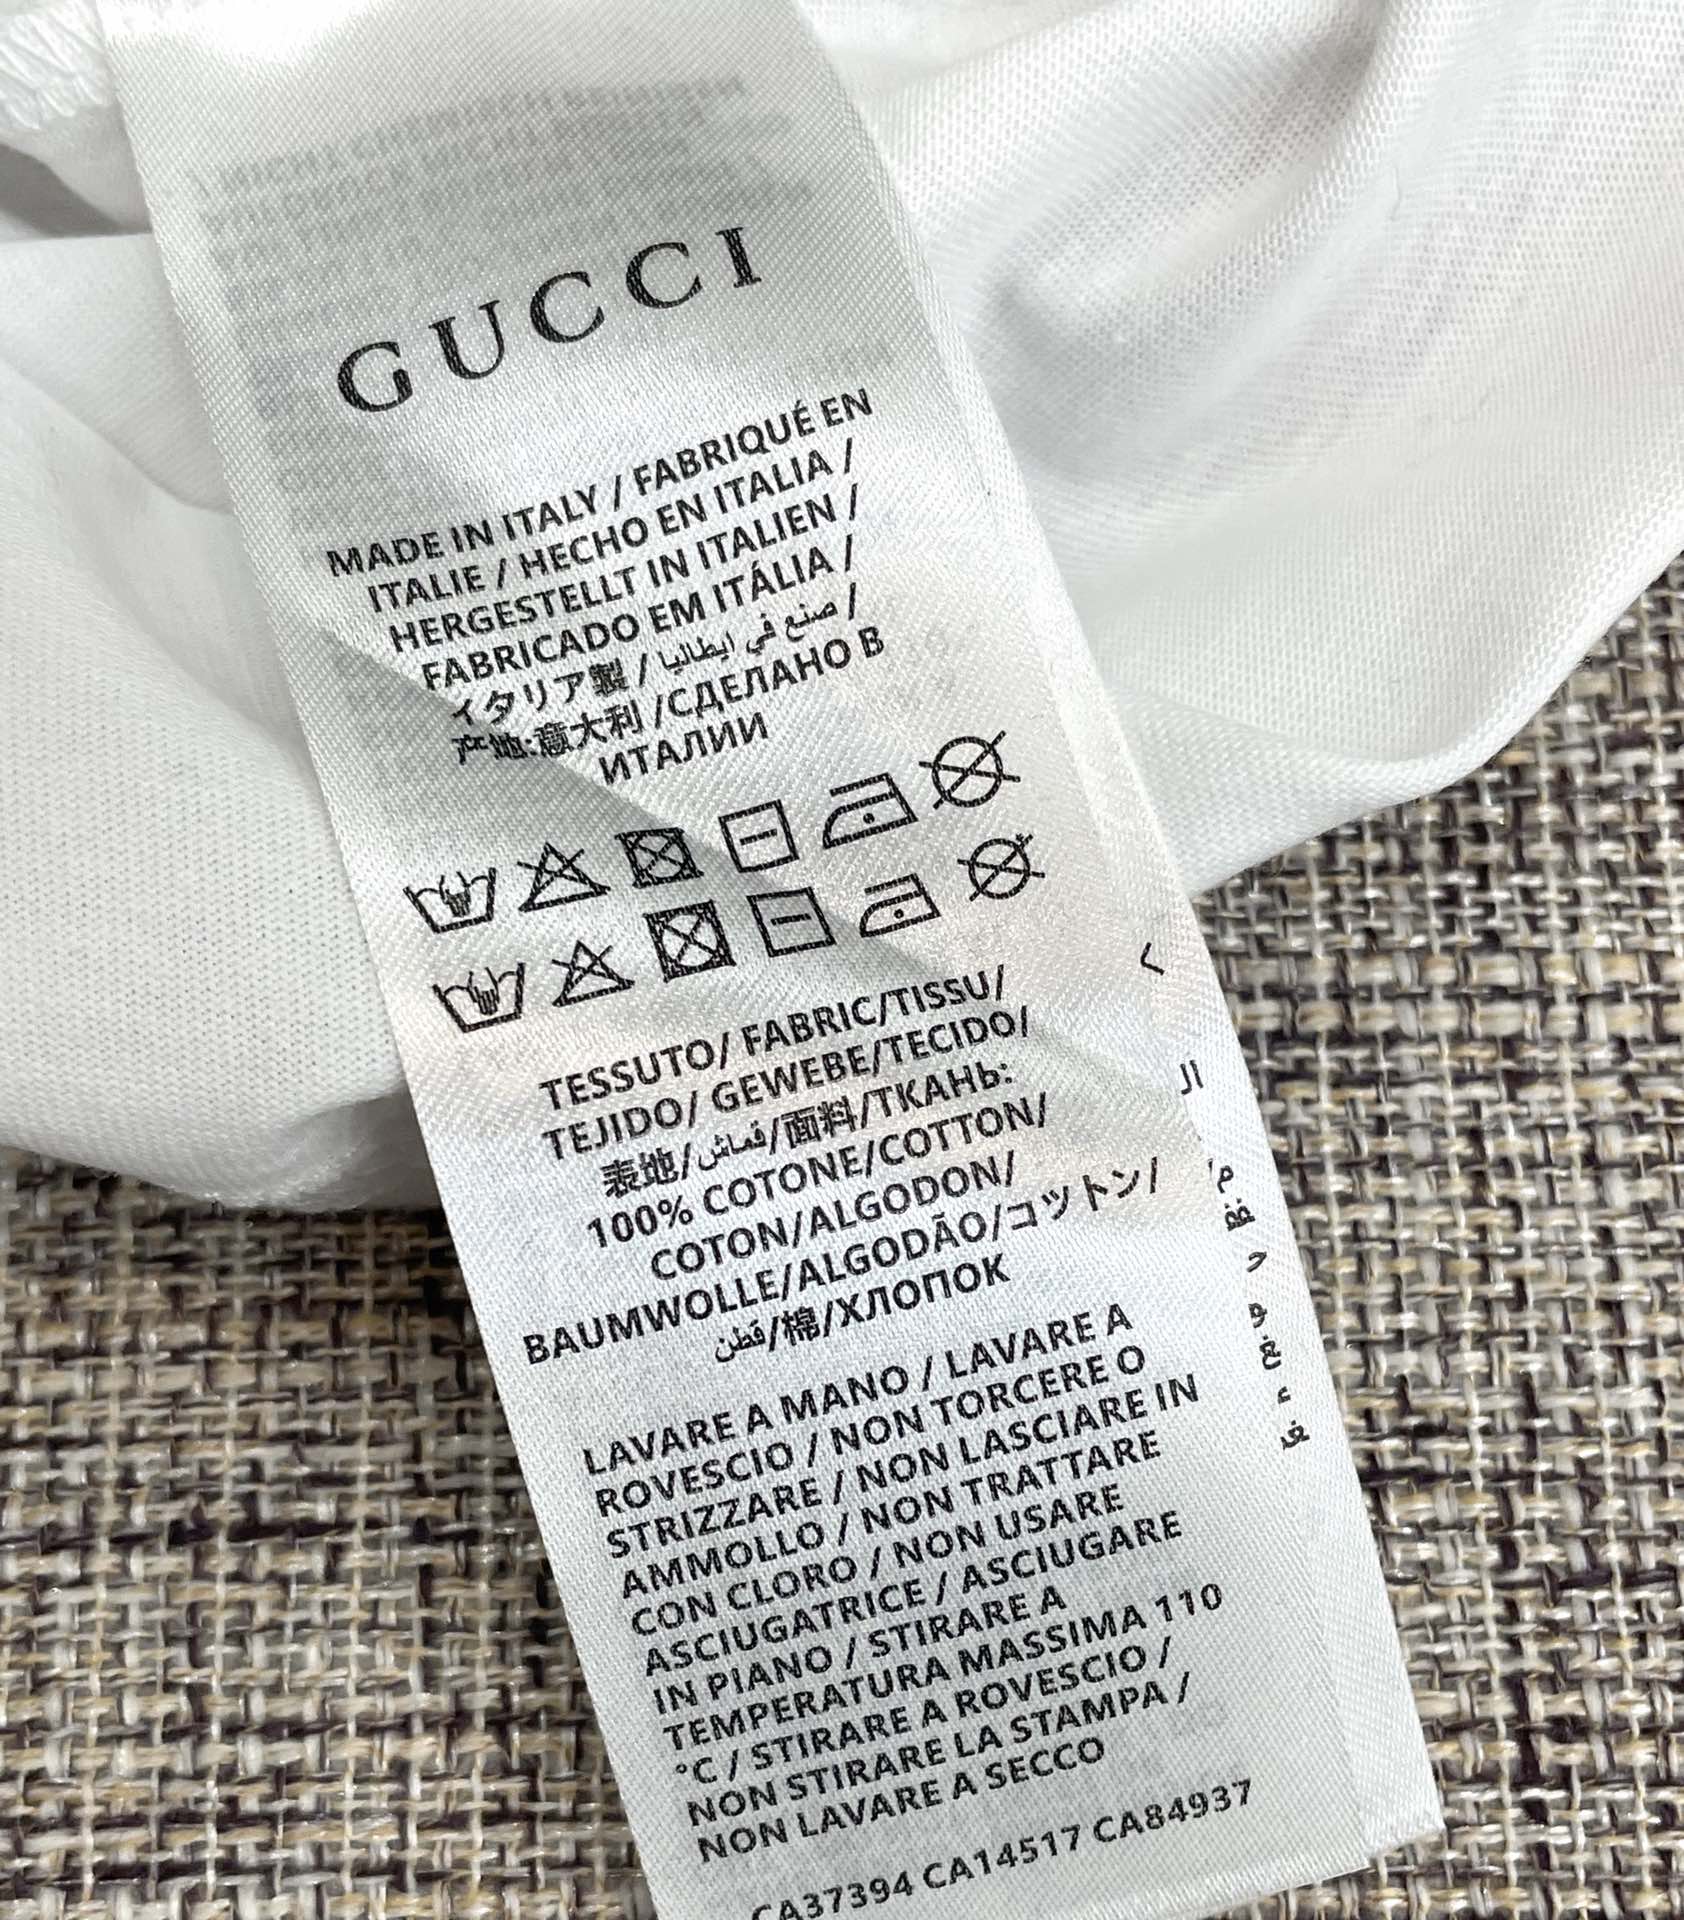 GUCCI
MADE IN ITALY / FABRIQUÉ EN
ITALIE / HECHO EN ITALIA /
HERGESTELLT IN ITALIEN /
FABRICADO EM ITÁLIA /
イタリア製 / صنع في ايطاليا /
产地:意大利 /СДЕЛАНО В
ИТАЛИИ
TESSUTO/ FABRIC/TISSU/
TEJIDO/ GEWEBE/TECIDO/
表地/قماش/面料/ТКАНЬ:
100% COTONE/COTTON/
COTON/ALGODON/
BAUMWOLLE/ALGODÃO/コットン/
قطن/棉/ХЛОПОК
LAVARE A MANO / LAVARE A
ROVESCIO / NON TORCERE O
STRIZZARE / NON LASCIARE IN
AMMOLLO / NON TRATTARE
CON CLORO / NON USARE
ASCIUGATRICE / ASCIUGARE
IN PIANO / STIRARE A
TEMPERATURA MASSIMA 110
°C / STIRARE A ROVESCIO /
NON STIRARE LA STAMPA /
NON LAVARE A SECCO
CA37394 CA14517 CA84937